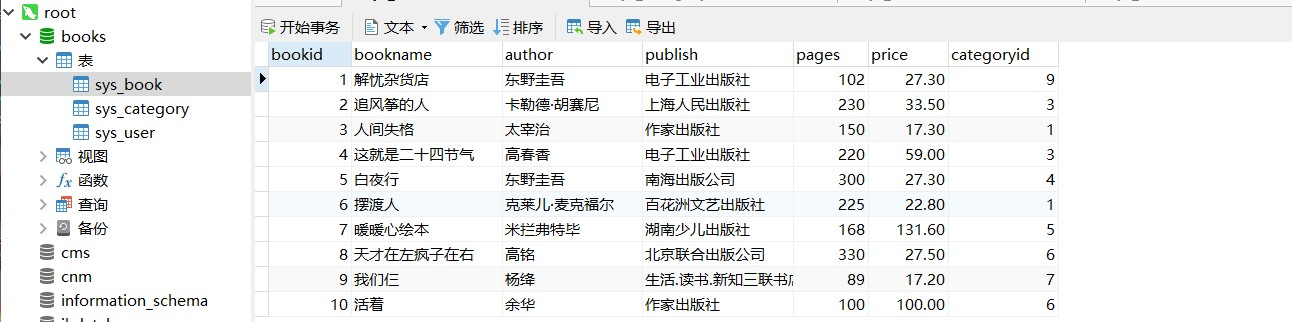 root
books
表
sys_book
sys_category
sys_user
视图
fx 函数
查询
备份
cms
cnm
information_schema
开始事务 文本 筛选 排序 导入 导出
bookid bookname author publish pages price categoryid
1 解忧杂货店 东野圭吾 电子工业出版社 102 27.30 9
2 追风筝的人 卡勒德·胡赛尼 上海人民出版社 230 33.50 3
3 人间失格 太宰治 作家出版社 150 17.30 1
4 这就是二十四节气 高春香 电子工业出版社 220 59.00 3
5 白夜行 东野圭吾 南海出版公司 300 27.30 4
6 摆渡人 克莱儿·麦克福尔 百花洲文艺出版社 225 22.80 1
7 暖暖心绘本 米拦弗特毕 湖南少儿出版社 168 131.60 5
8 天才在左疯子在右 高铭 北京联合出版公司 330 27.50 6
9 我们仨 杨绛 生活.读书.新知三联书店 89 17.20 7
10 活着 余华 作家出版社 100 100.00 6